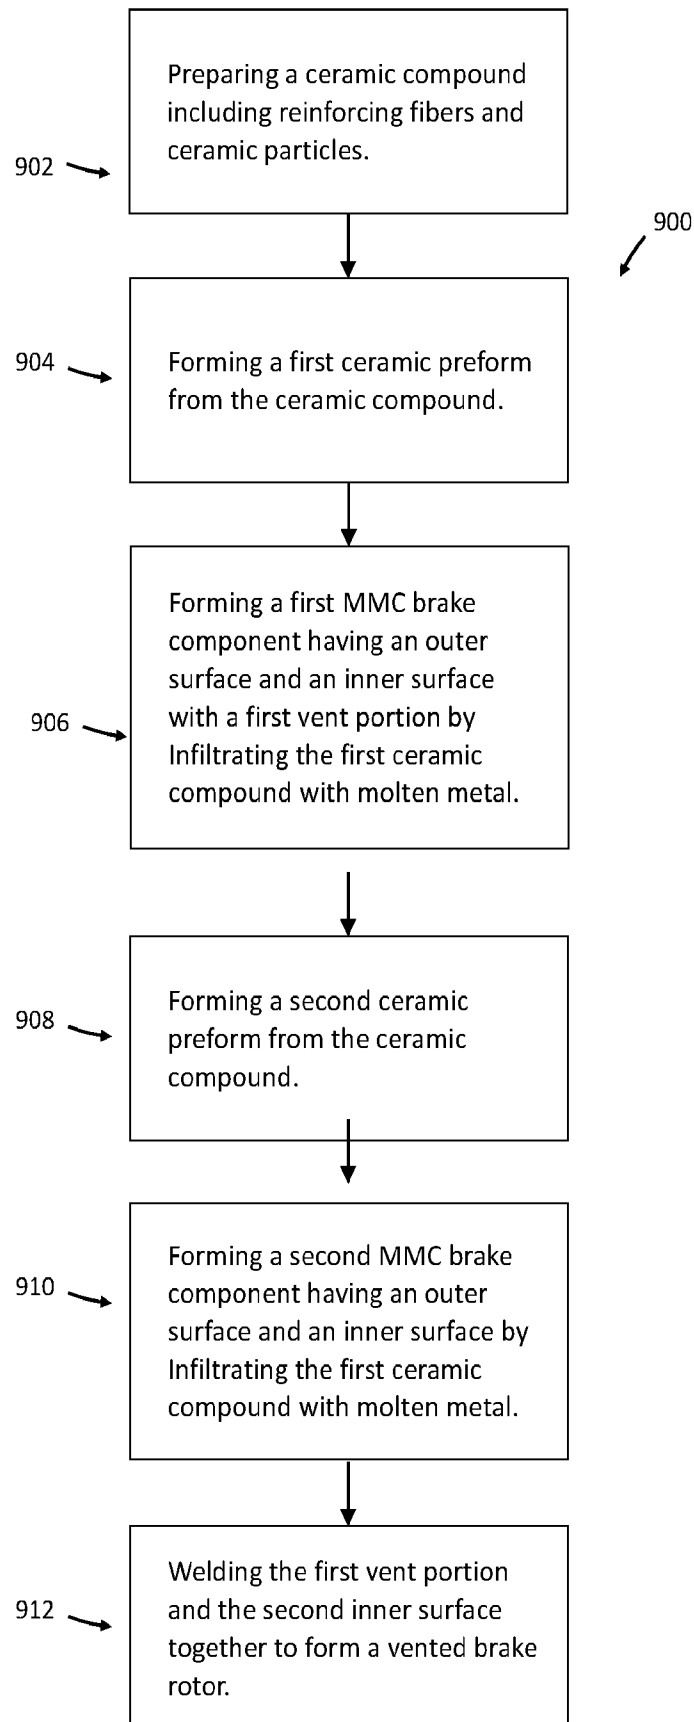 Preparing a ceramic compound
including reinforcing fibers and
ceramic particles.
902
900
Forming a first ceramic preform
from the ceramic compound.
904
Forming a first MMC brake
component having an outer
surface and an inner surface
with a first vent portion by
Infiltrating the first ceramic
compound with molten metal.
906
Forming a second ceramic
preform from the ceramic
compound.
908
Forming a second MMC brake
component having an outer
surface and an inner surface by
Infiltrating the first ceramic
compound with molten metal.
910
Welding the first vent portion
and the second inner surface
together to form a vented brake
rotor.
912